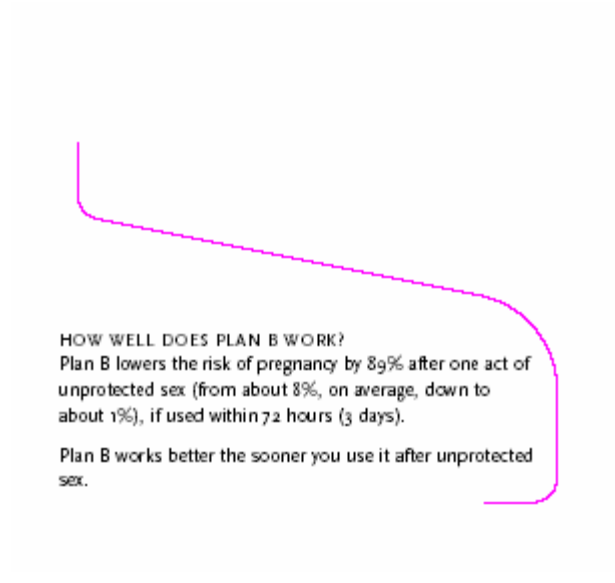 HOW WELL DOES PLAN B WORK?
Plan B lowers the risk of pregnancy by 89% after one act of
unprotected sex (from about 8%, on average, down to
about 1%), if used within 72 hours (3 days).
Plan B works better the sooner you use it after unprotected
sex.